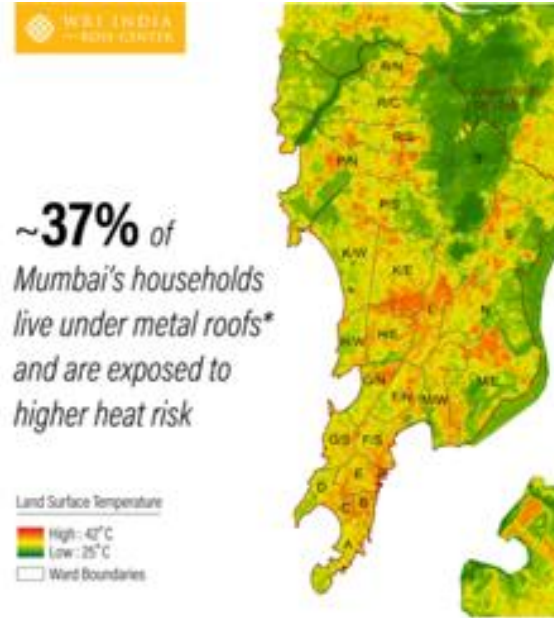 WRI INDIA
ROSS CENTER
~37% of
Mumbai's households
live under metal roofs*
and are exposed to
higher heat risk
Land Surface Temperature
High : 42°C
Low : 25°C
Ward Boundaries
R/N
R/C
R/S
P/N
P/S
K/W
K/E
L
N
S
T
H/W
H/E
M/E
G/N
F/N
M/W
G/S
F/S
E
D
C
B
A